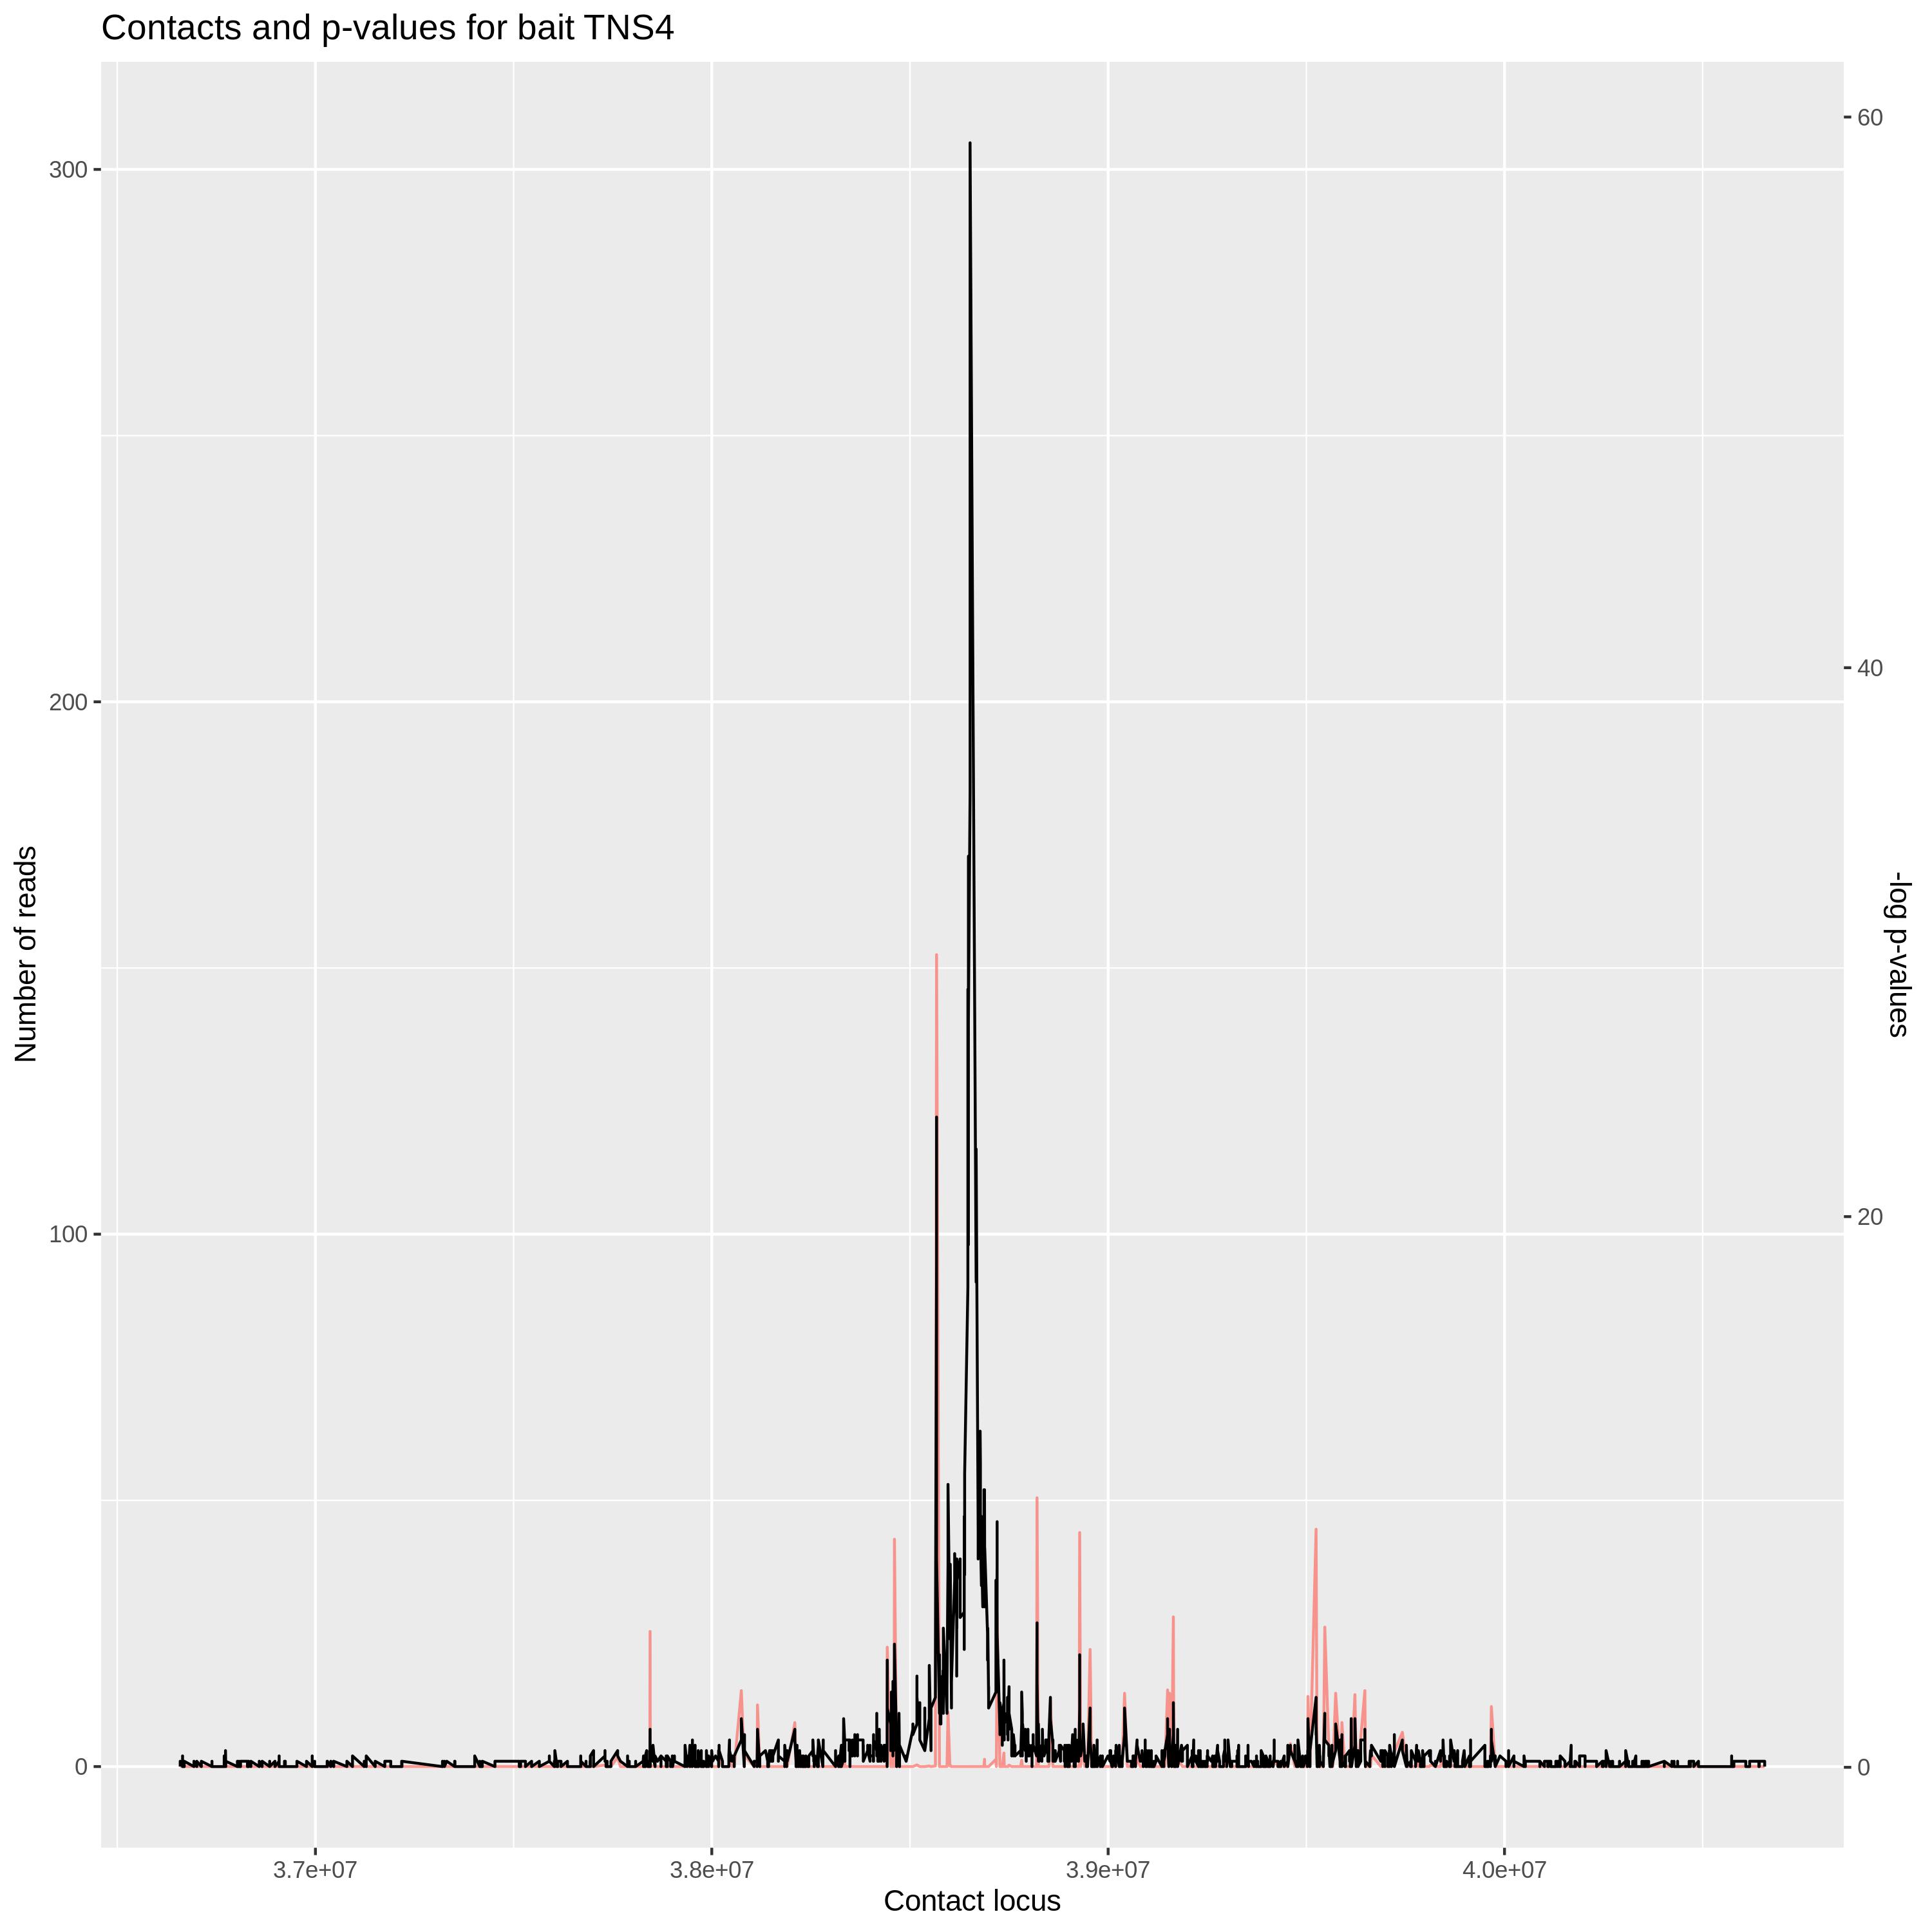 Contacts and p-values for bait TNS4
300
200
100
0
Number of reads
60
40
20
0
-log p-values
3.7e+07 3.8e+07 3.9e+07 4.0e+07
Contact locus